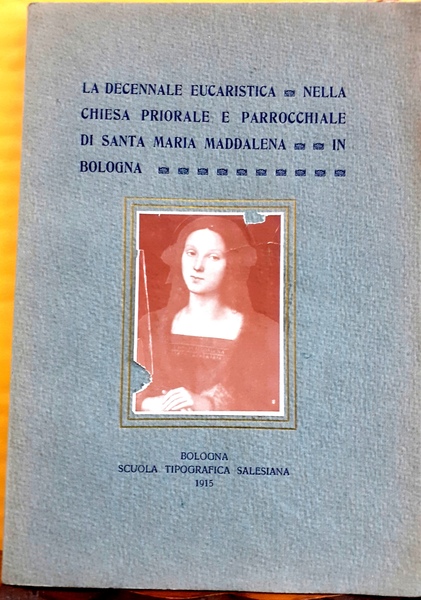 LA DECENNALE EUCARISTICA NELLA
CHIESA PRIORALE E PARROCCHIALE
DI SANTA MARIA MADDALENA IN
BOLOGNA
BOLOGNA
SCUOLA TIPOGRAFICA SALESIANA
1915